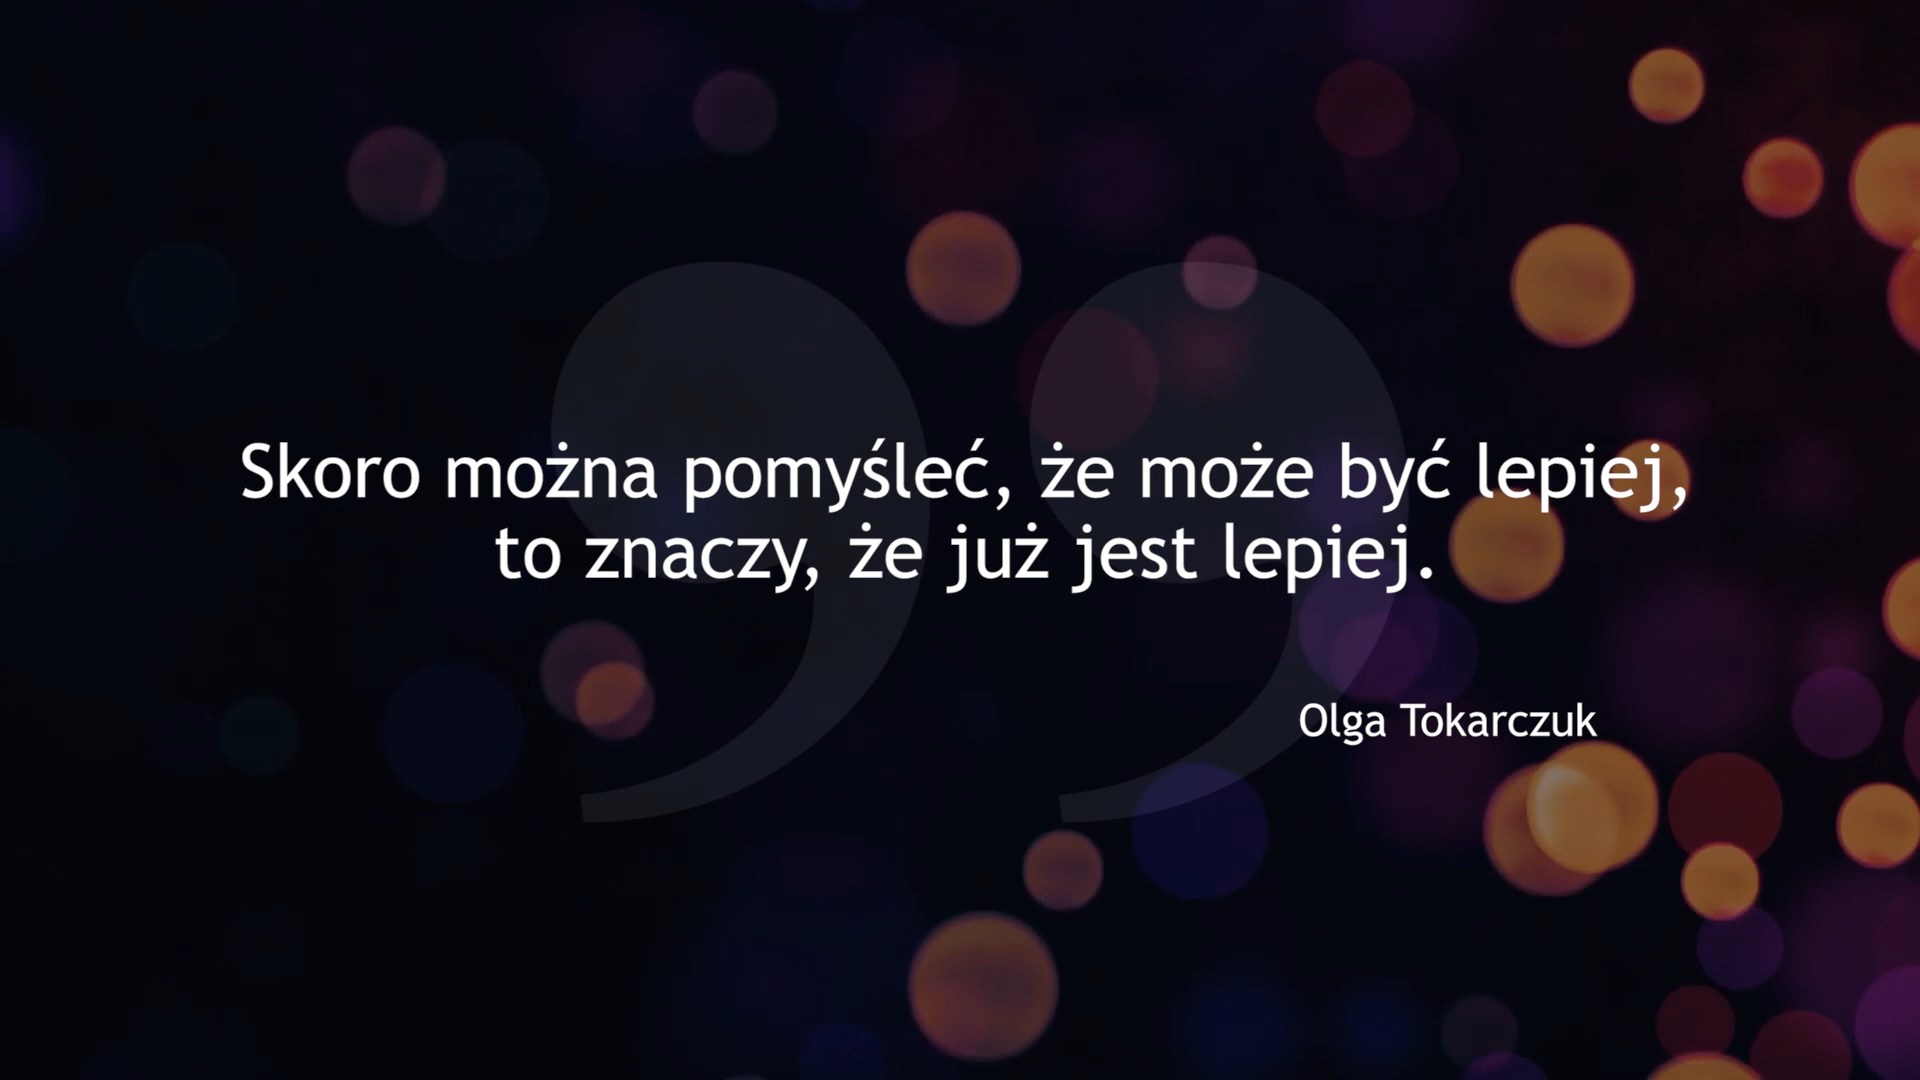 Skoro można pomyśleć, że może być lepiej,
to znaczy, że już jest lepiej.
Olga Tokarczuk